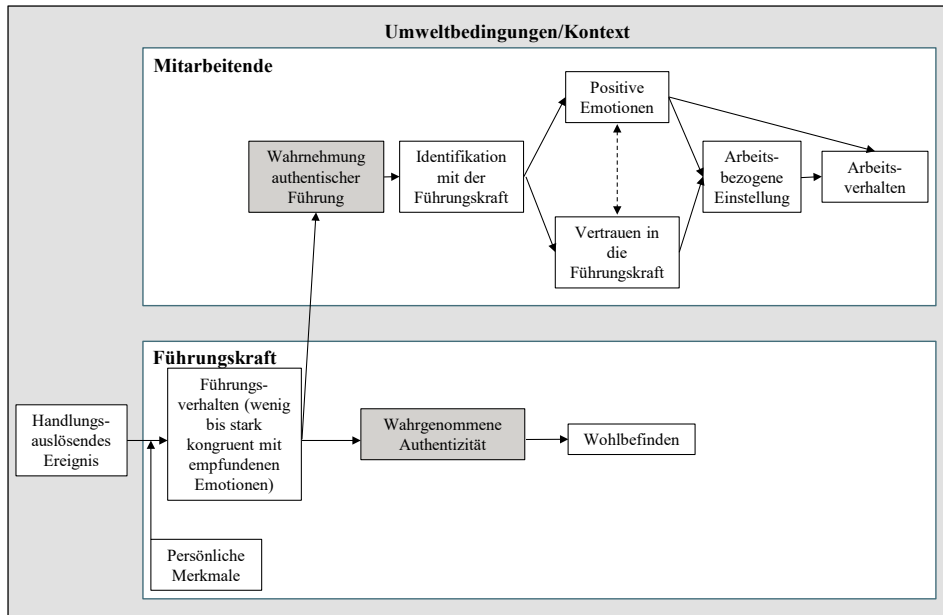 Umweltbedingungen/Kontext
Mitarbeitende
Positive
Emotionen
Wahrnehmung
authentischer
Führung
Identifikation
mit der
Führungskraft
Arbeits-
bezogene
Einstellung
Arbeits-
verhalten
Vertrauen in
die
Führungskraft
Führungskraft
Handlungs-
auslösendes
Ereignis
Führungs-
verhalten (wenig
bis stark
kongruent mit
empfundenen
Emotionen)
Wahrgenommene
Authentizität
Wohlbefinden
Persönliche
Merkmale